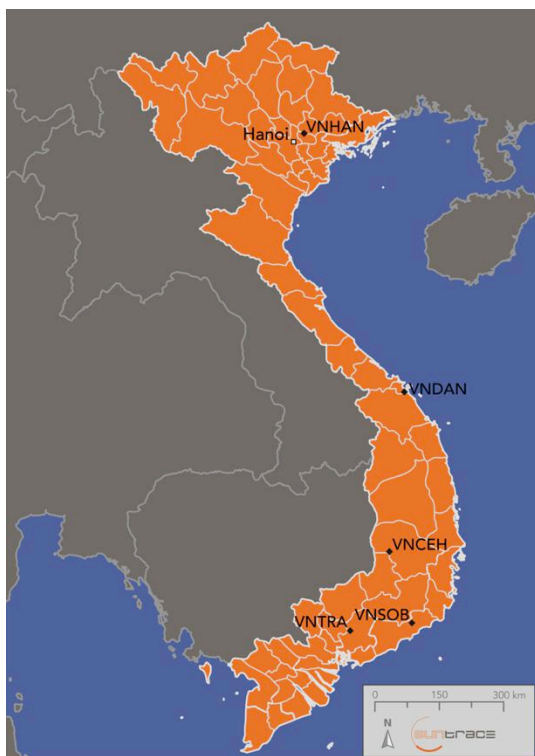 Hanoi
VNHAN
VNDAN
VNCEH
VNSOB
VNTRA
0 150 300 km
N
suntrace